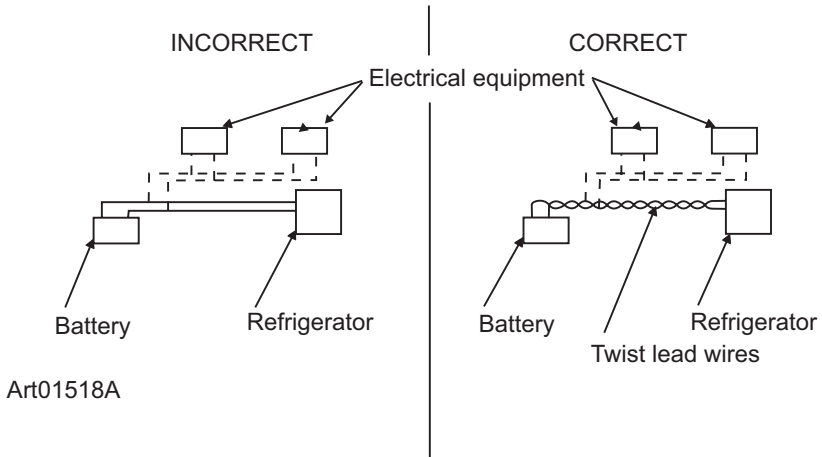 INCORRECT
CORRECT
Electrical equipment
Battery
Refrigerator
Battery
Refrigerator
Twist lead wires
Art01518A